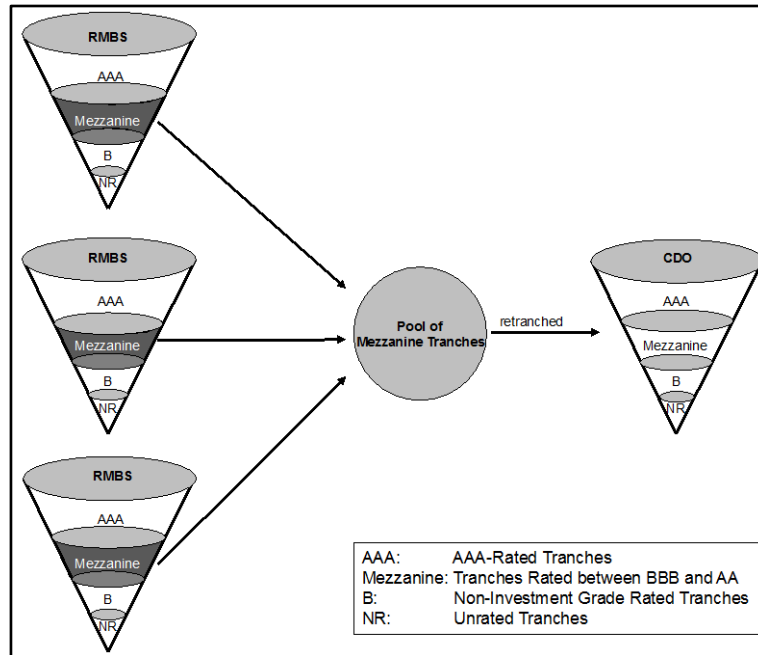 RMBS
AAA
Mezzanine
B
NR
RMBS
AAA
Mezzanine
B
NR
RMBS
AAA
Mezzanine
B
NR
Pool of
Mezzanine Tranches
retranched
CDO
AAA
Mezzanine
B
NR
AAA: AAA-Rated Tranches
Mezzanine: Tranches Rated between BBB and AA
B: Non-Investment Grade Rated Tranches
NR: Unrated Tranches